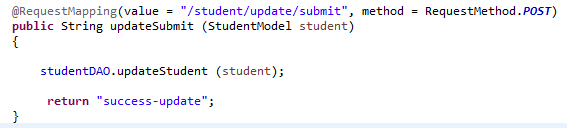 @RequestMapping(value = "/student/update/submit", method = RequestMethod.POST)
public String updateSubmit (StudentModel student)
{
studentDAO.updateStudent (student);
return "success-update";
}